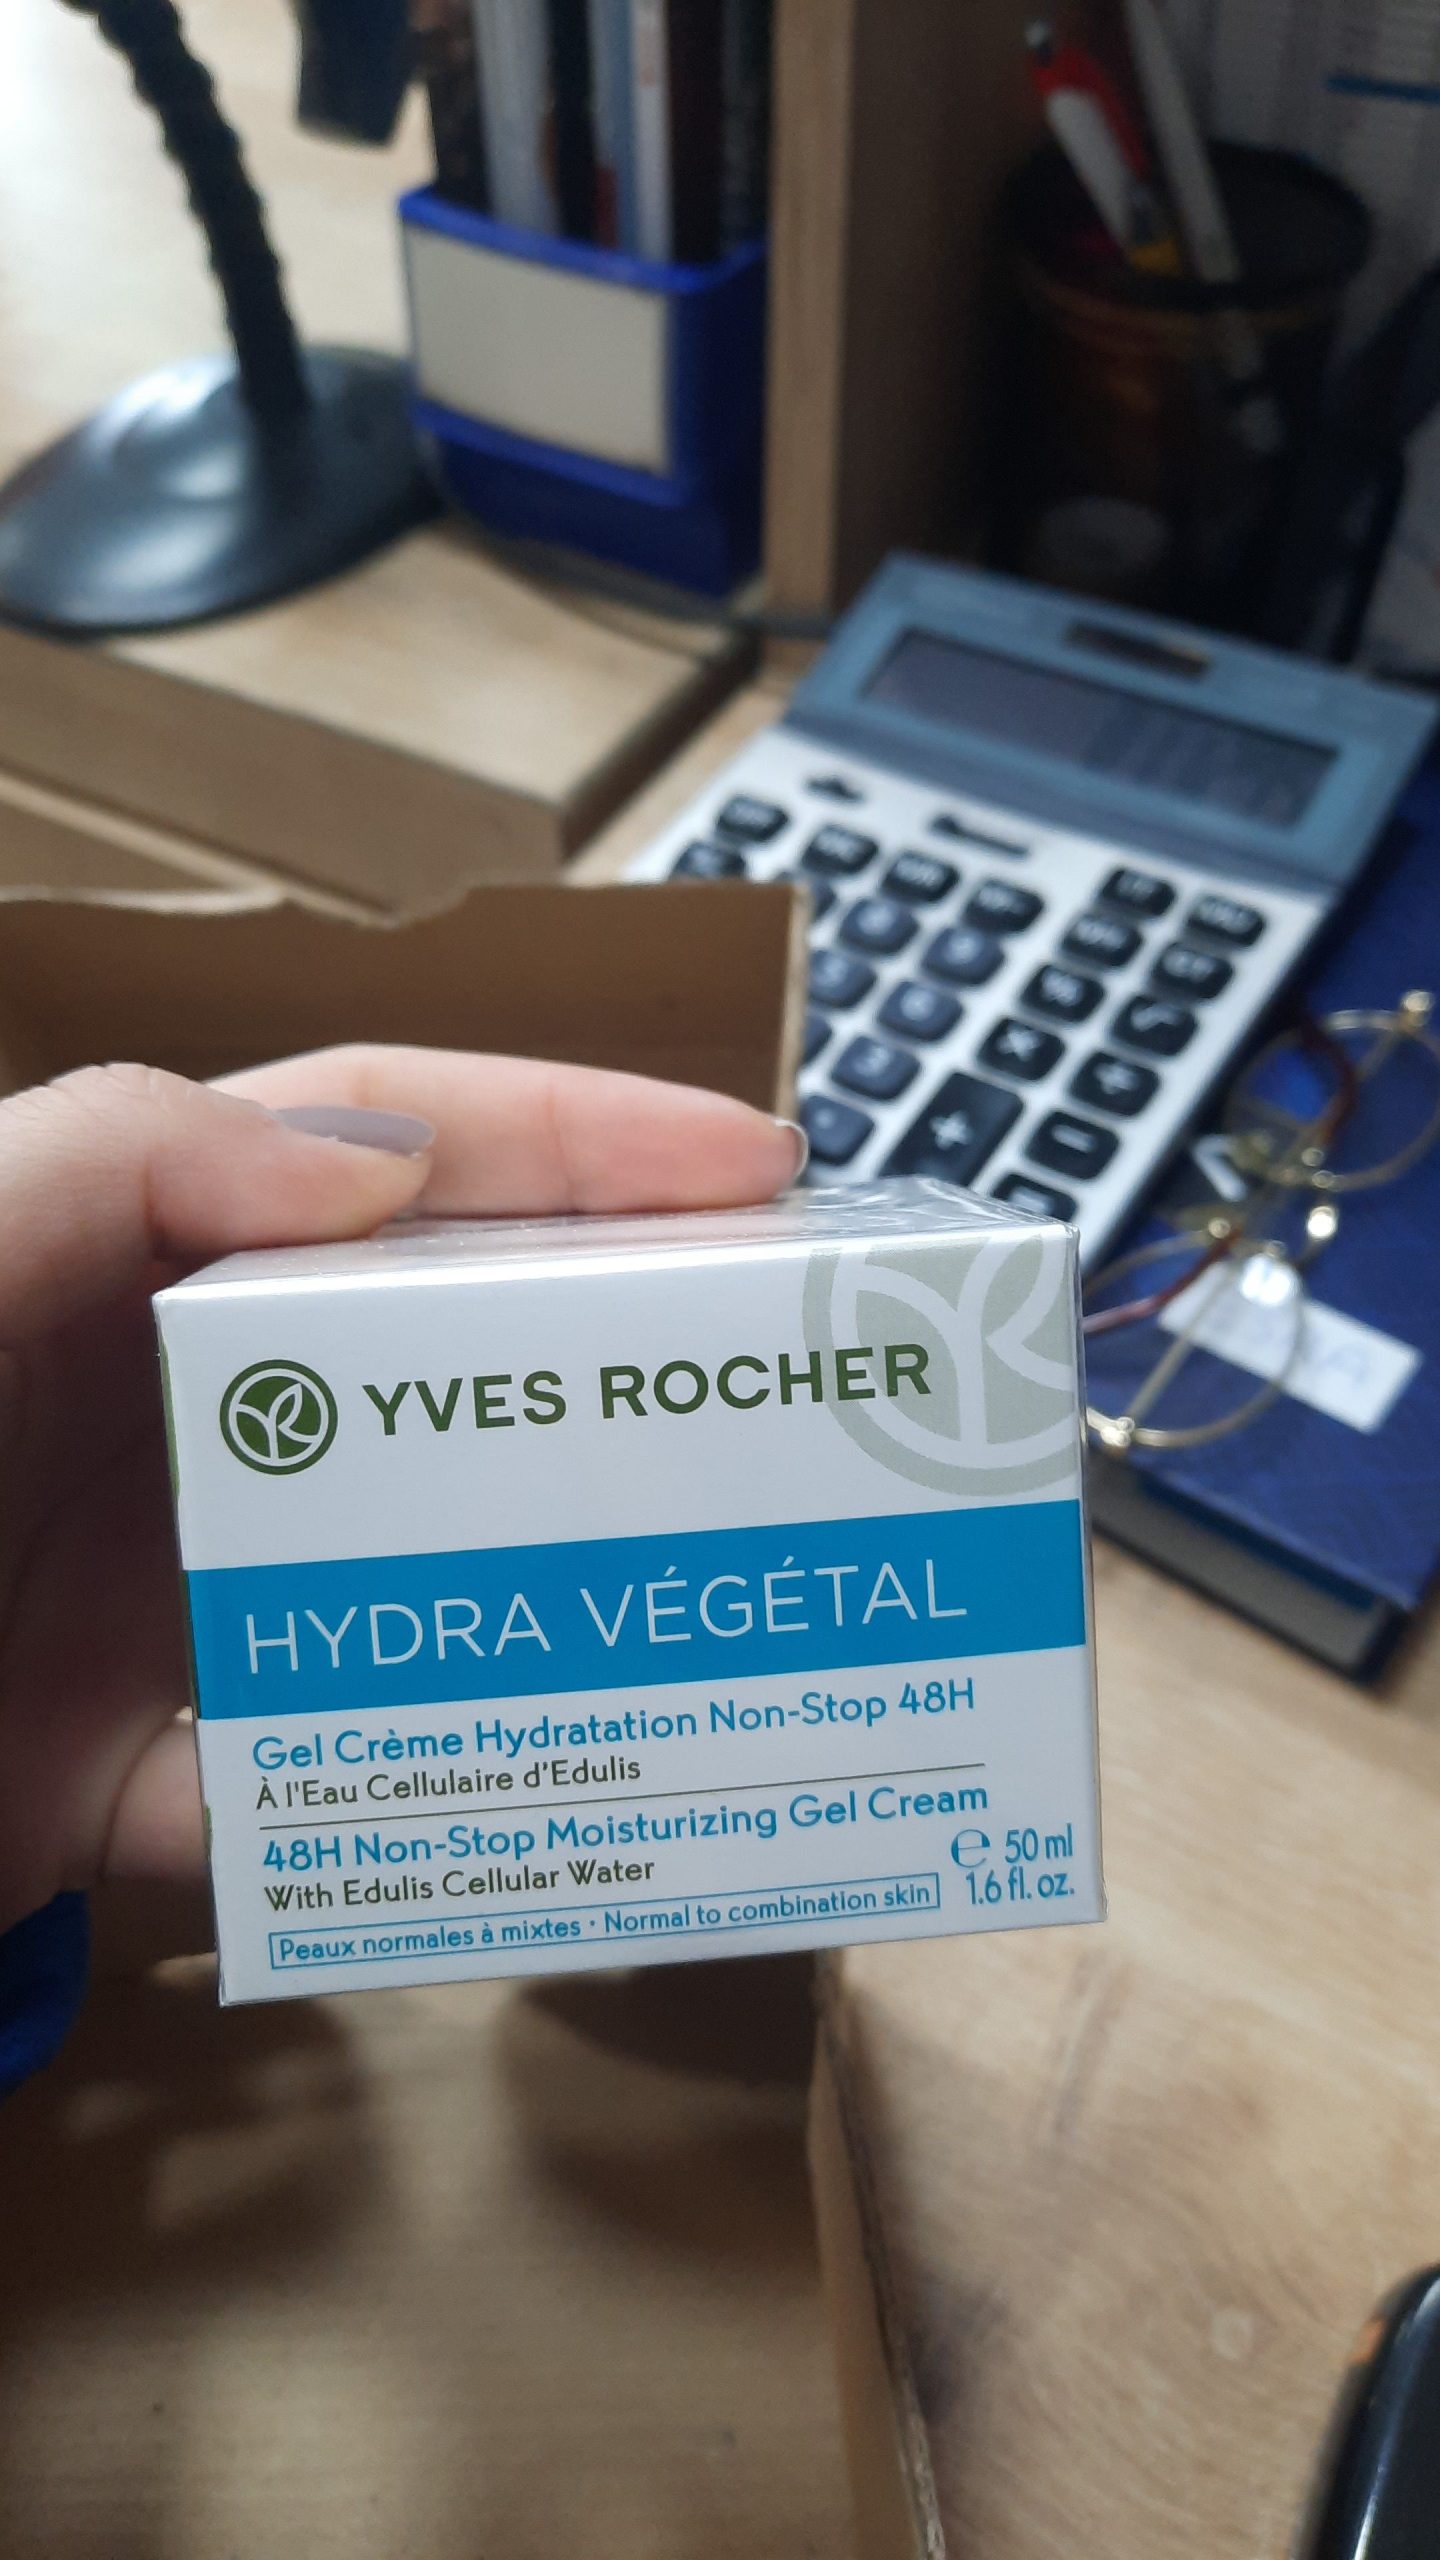 YVES ROCHER
HYDRA VÉGÉTAL
Gel Crème Hydratation Non-Stop 48H
À l'Eau Cellulaire d'Edulis
48H Non-Stop Moisturizing Gel Cream
With Edulis Cellular Water
℮ 50 ml
1.6 fl. oz.
Peaux normales à mixtes · Normal to combination skin